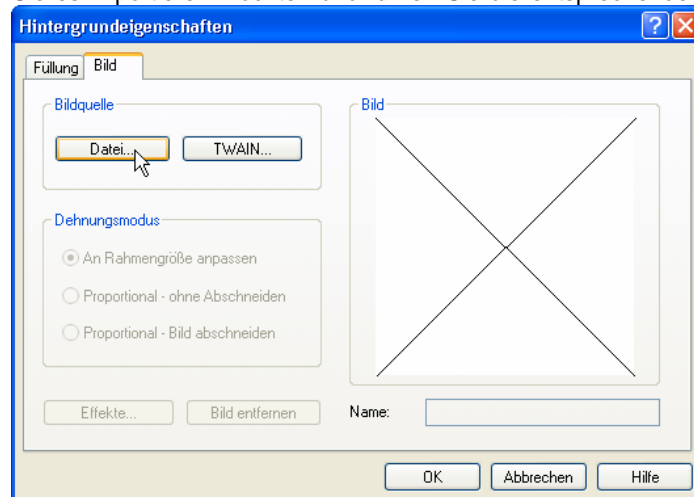 Hintergrundeigenschaften
Füllung Bild
Bildquelle
Datei... TWAIN...
Dehnungsmodus
An Rahmengröße anpassen
Proportional - ohne Abschneiden
Proportional - Bild abschneiden
Effekte... Bild entfernen
Bild
Name:
OK Abbrechen Hilfe